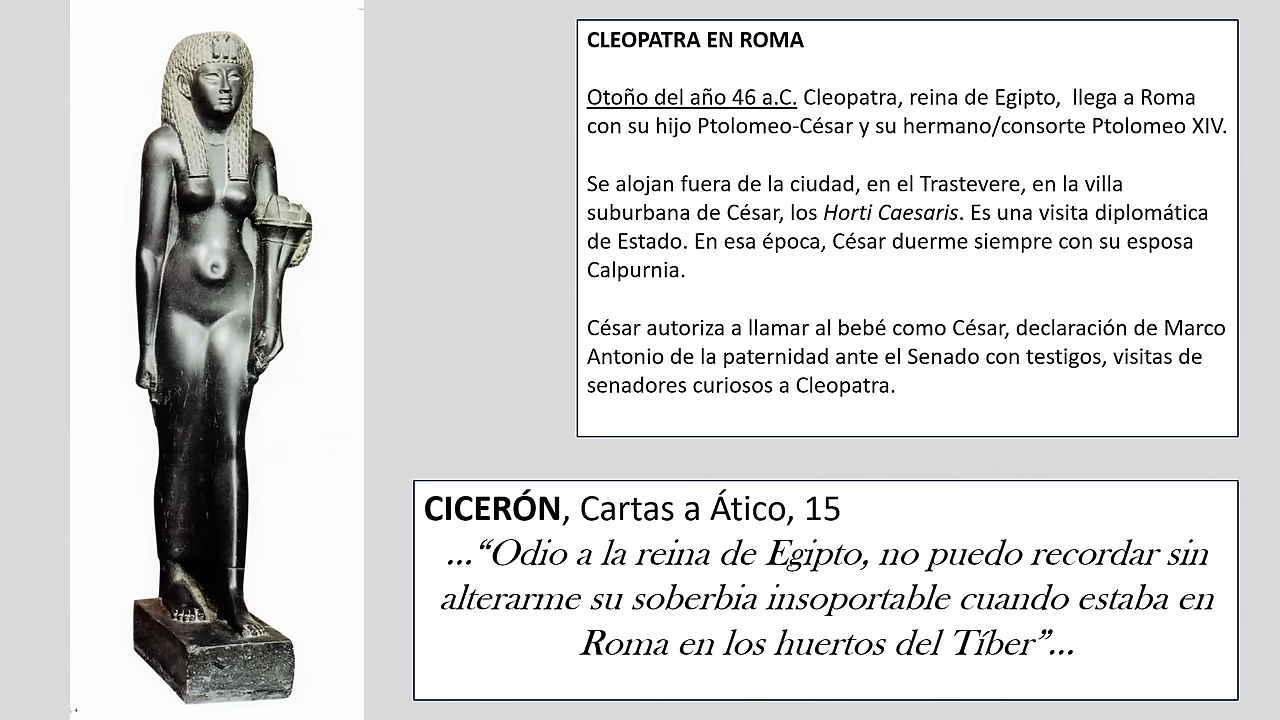 CLEOPATRA EN ROMA
Otoño del año 46 a.C. Cleopatra, reina de Egipto, llega a Roma
con su hijo Ptolomeo-César y su hermano/consorte Ptolomeo XIV.
Se alojan fuera de la ciudad, en el Trastevere, en la villa
suburbana de César, los Horti Caesaris. Es una visita diplomática
de Estado. En esa época, César duerme siempre con su esposa
Calpurnia.
César autoriza a llamar al bebé como César, declaración de Marco
Antonio de la paternidad ante el Senado con testigos, visitas de
senadores curiosos a Cleopatra.
CICERÓN, Cartas a Ático, 15
...“Odio a la reina de Egipto, no puedo recordar sin
alterarme su soberbia insoportable cuando estaba en
Roma en los huertos del Tíber”...